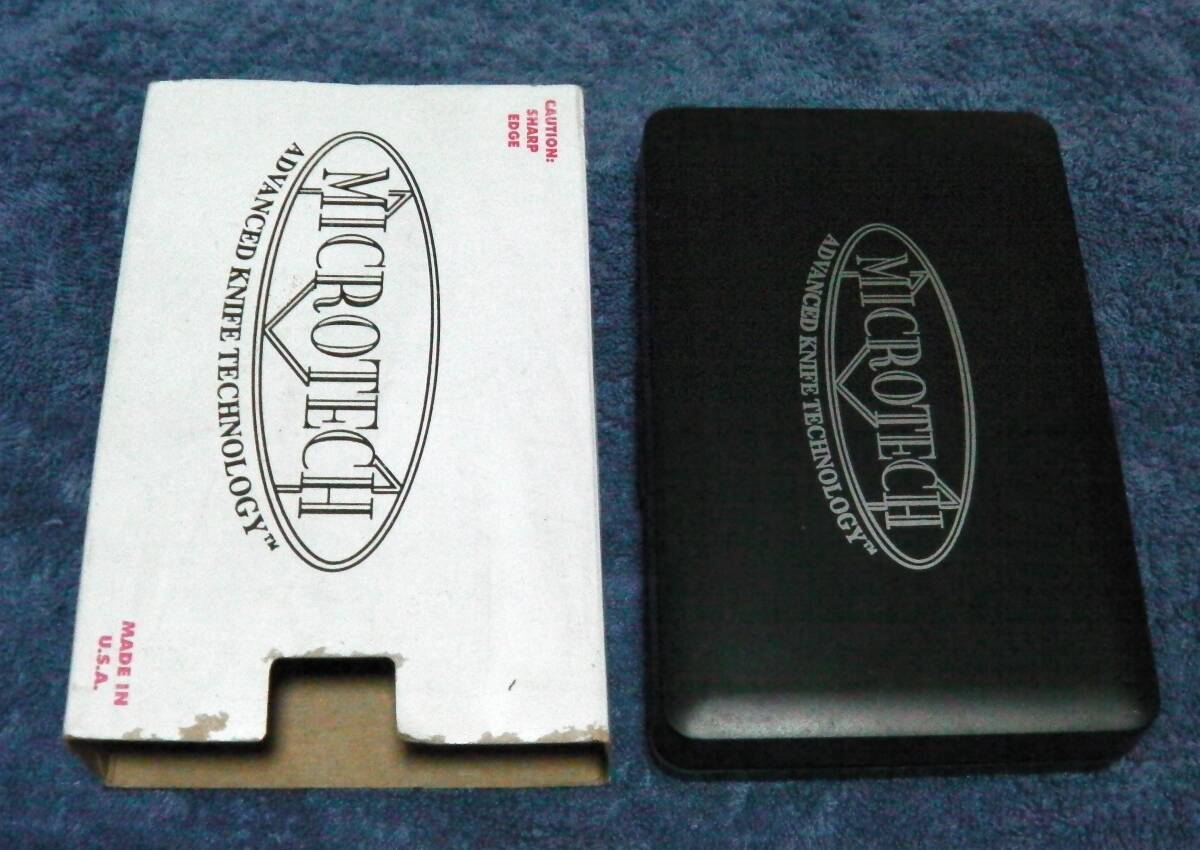 CAUTION:
SHARP
EDGE
MICROTECH
ADVANCED KNIFE TECHNOLOGY™
MADE IN
U.S.A.
MICROTECH
ADVANCED KNIFE TECHNOLOGY™